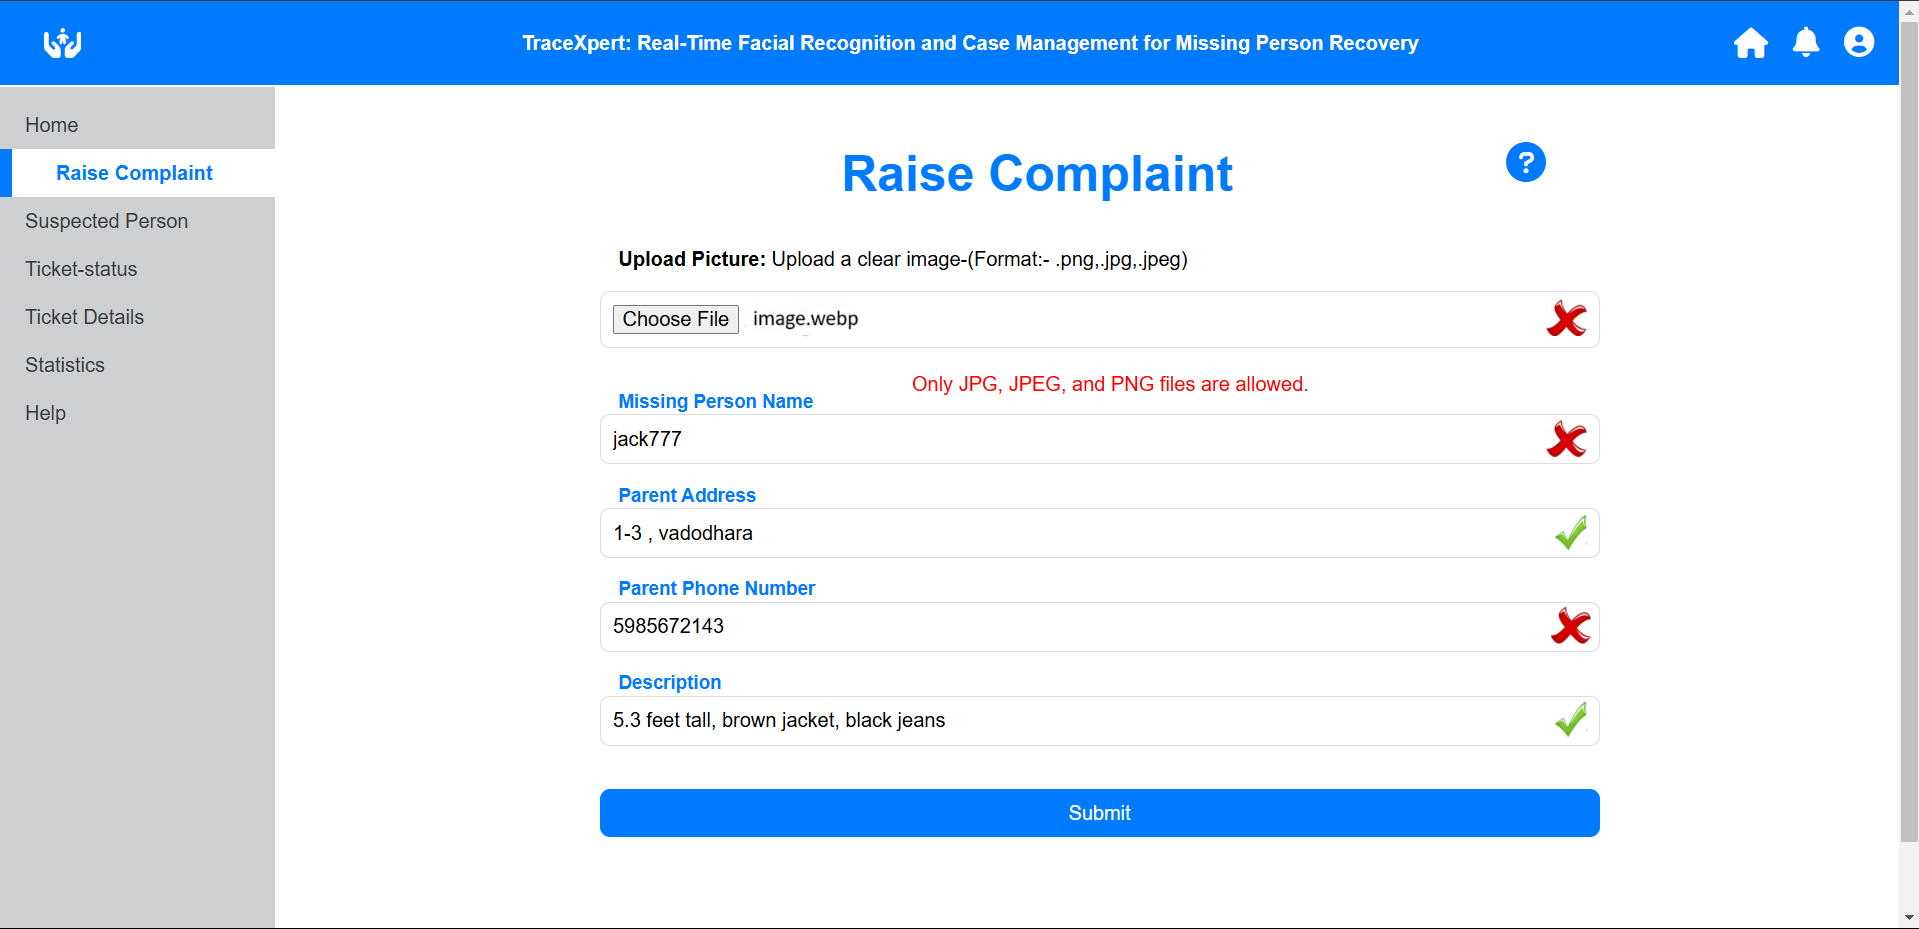 TraceXpert: Real-Time Facial Recognition and Case Management for Missing Person Recovery
Home
Raise Complaint
Suspected Person
Ticket-status
Ticket Details
Statistics
Help
Raise Complaint
?
Upload Picture: Upload a clear image-(Format:- .png,.jpg,.jpeg)
Choose File image.webp
Only JPG, JPEG, and PNG files are allowed.
Missing Person Name
jack777
Parent Address
1-3 , vadodhara
Parent Phone Number
5985672143
Description
5.3 feet tall, brown jacket, black jeans
Submit